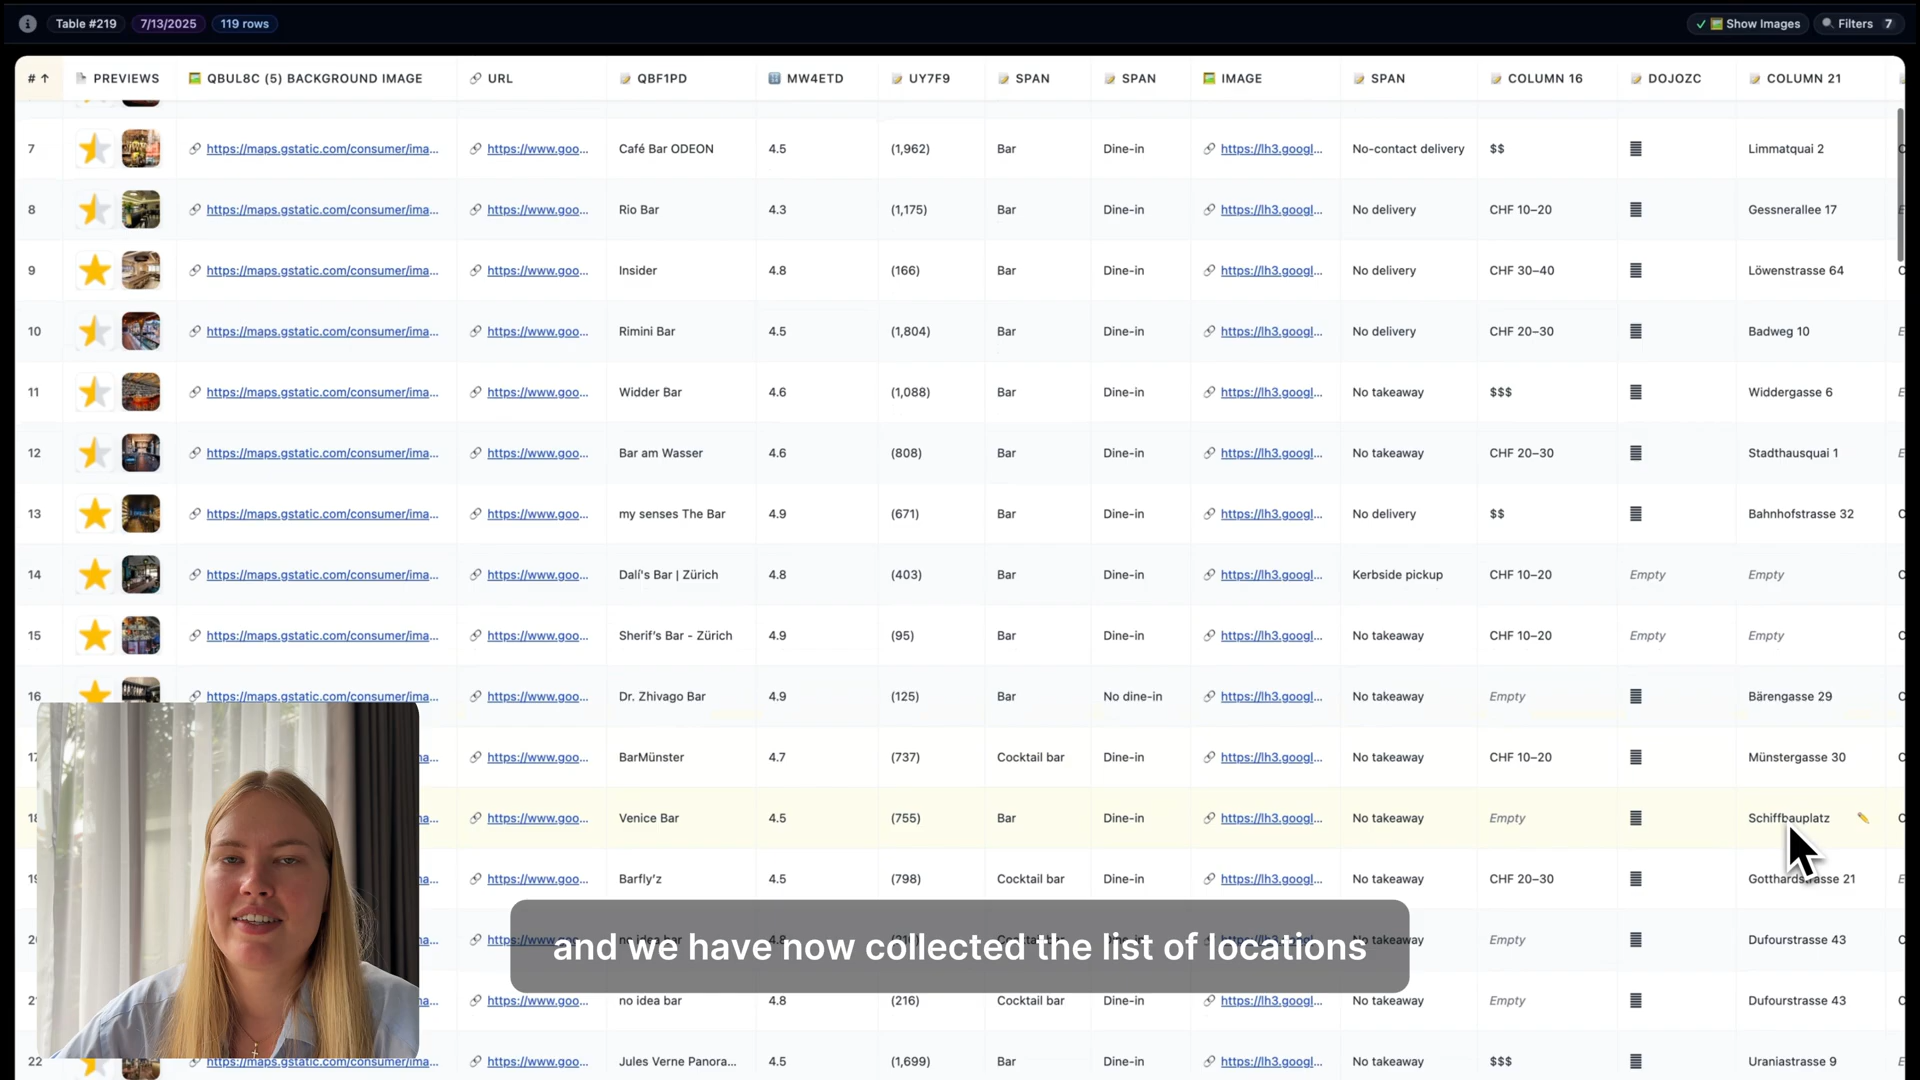 Table #219 7/13/2025 119 rows Show Images Filters 7
# ↑ PREVIEWS QBUL8C (5) BACKGROUND IMAGE URL QBF1PD MW4ETD UY7F9 SPAN SPAN IMAGE SPAN COLUMN 16 DOJOZC COLUMN 21
7 https://maps.gstatic.com/consumer/ima... https://www.goo... Café Bar ODEON 4.5 (1,962) Bar Dine-in https://lh3.googl... No-contact delivery $$ Limmatquai 2
8 https://maps.gstatic.com/consumer/ima... https://www.goo... Rio Bar 4.3 (1,175) Bar Dine-in https://lh3.googl... No delivery CHF 10–20 Gessnerallee 17
9 https://maps.gstatic.com/consumer/ima... https://www.goo... Insider 4.8 (166) Bar Dine-in https://lh3.googl... No delivery CHF 30–40 Löwenstrasse 64
10 https://maps.gstatic.com/consumer/ima... https://www.goo... Rimini Bar 4.5 (1,804) Bar Dine-in https://lh3.googl... No delivery CHF 20–30 Badweg 10
11 https://maps.gstatic.com/consumer/ima... https://www.goo... Widder Bar 4.6 (1,088) Bar Dine-in https://lh3.googl... No takeaway $$$ Widdergasse 6
12 https://maps.gstatic.com/consumer/ima... https://www.goo... Bar am Wasser 4.6 (808) Bar Dine-in https://lh3.googl... No takeaway CHF 20–30 Stadthausquai 1
13 https://maps.gstatic.com/consumer/ima... https://www.goo... my senses The Bar 4.9 (671) Bar Dine-in https://lh3.googl... No delivery $$ Bahnhofstrasse 32
14 https://maps.gstatic.com/consumer/ima... https://www.goo... Dalí's Bar | Zürich 4.8 (403) Bar Dine-in https://lh3.googl... Kerbside pickup CHF 10–20 Empty Empty
15 https://maps.gstatic.com/consumer/ima... https://www.goo... Sherif's Bar - Zürich 4.9 (95) Bar Dine-in https://lh3.googl... No takeaway CHF 10–20 Empty Empty
16 https://maps.gstatic.com/consumer/ima... https://www.goo... Dr. Zhivago Bar 4.9 (125) Bar No dine-in https://lh3.googl... No takeaway Empty Bärengasse 29
17 https://www.goo... BarMünster 4.7 (737) Cocktail bar Dine-in https://lh3.googl... No takeaway CHF 10–20 Münstergasse 30
18 https://www.goo... Venice Bar 4.5 (755) Bar Dine-in https://lh3.googl... No takeaway Empty Schiffbauplatz
19 https://www.goo... Barfly'z 4.5 (798) Cocktail bar Dine-in https://lh3.googl... No takeaway CHF 20–30 Gotthardstrasse 21
Empty Dufourstrasse 43
and we have now collected the list of locations
https://www.goo... no idea bar 4.8 (216) Cocktail bar Dine-in https://lh3.googl... No takeaway Empty Dufourstrasse 43
22 https://maps.gstatic.com/consumer/ima... https://www.goo... Jules Verne Panora... 4.5 (1,699) Bar Dine-in https://lh3.googl... No takeaway $$$ Uraniastrasse 9